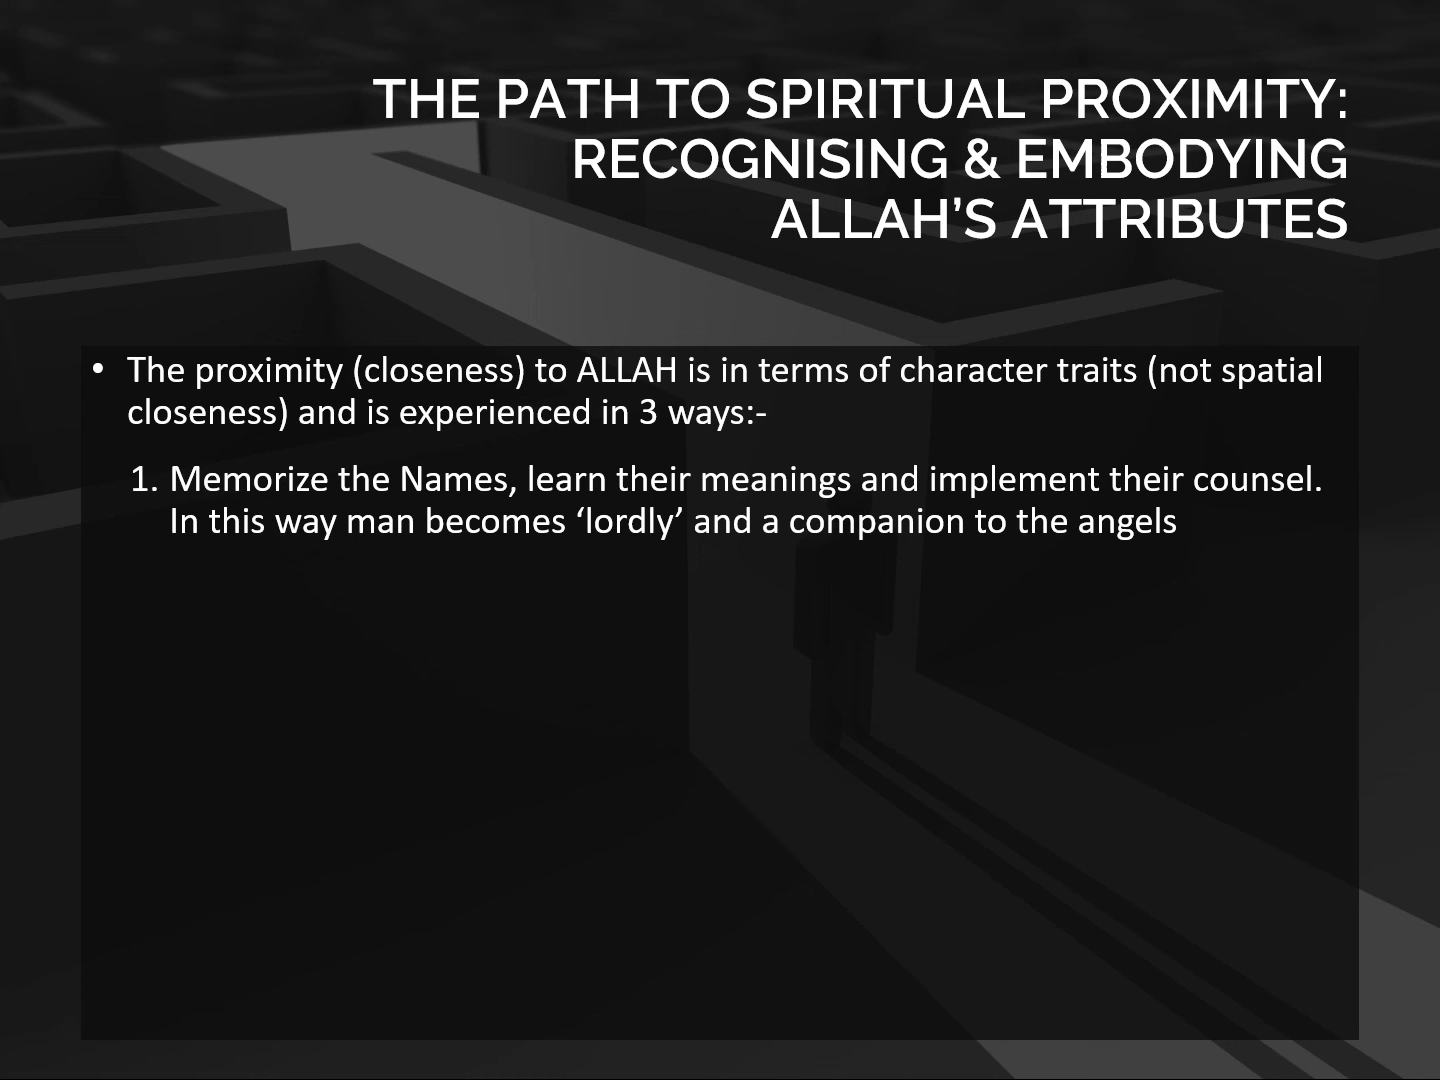 THE PATH TO SPIRITUAL PROXIMITY:
RECOGNISING & EMBODYING
ALLAH’S ATTRIBUTES
• The proximity (closeness) to ALLAH is in terms of character traits (not spatial
closeness) and is experienced in 3 ways:-
1. Memorize the Names, learn their meanings and implement their counsel.
In this way man becomes ‘lordly’ and a companion to the angels